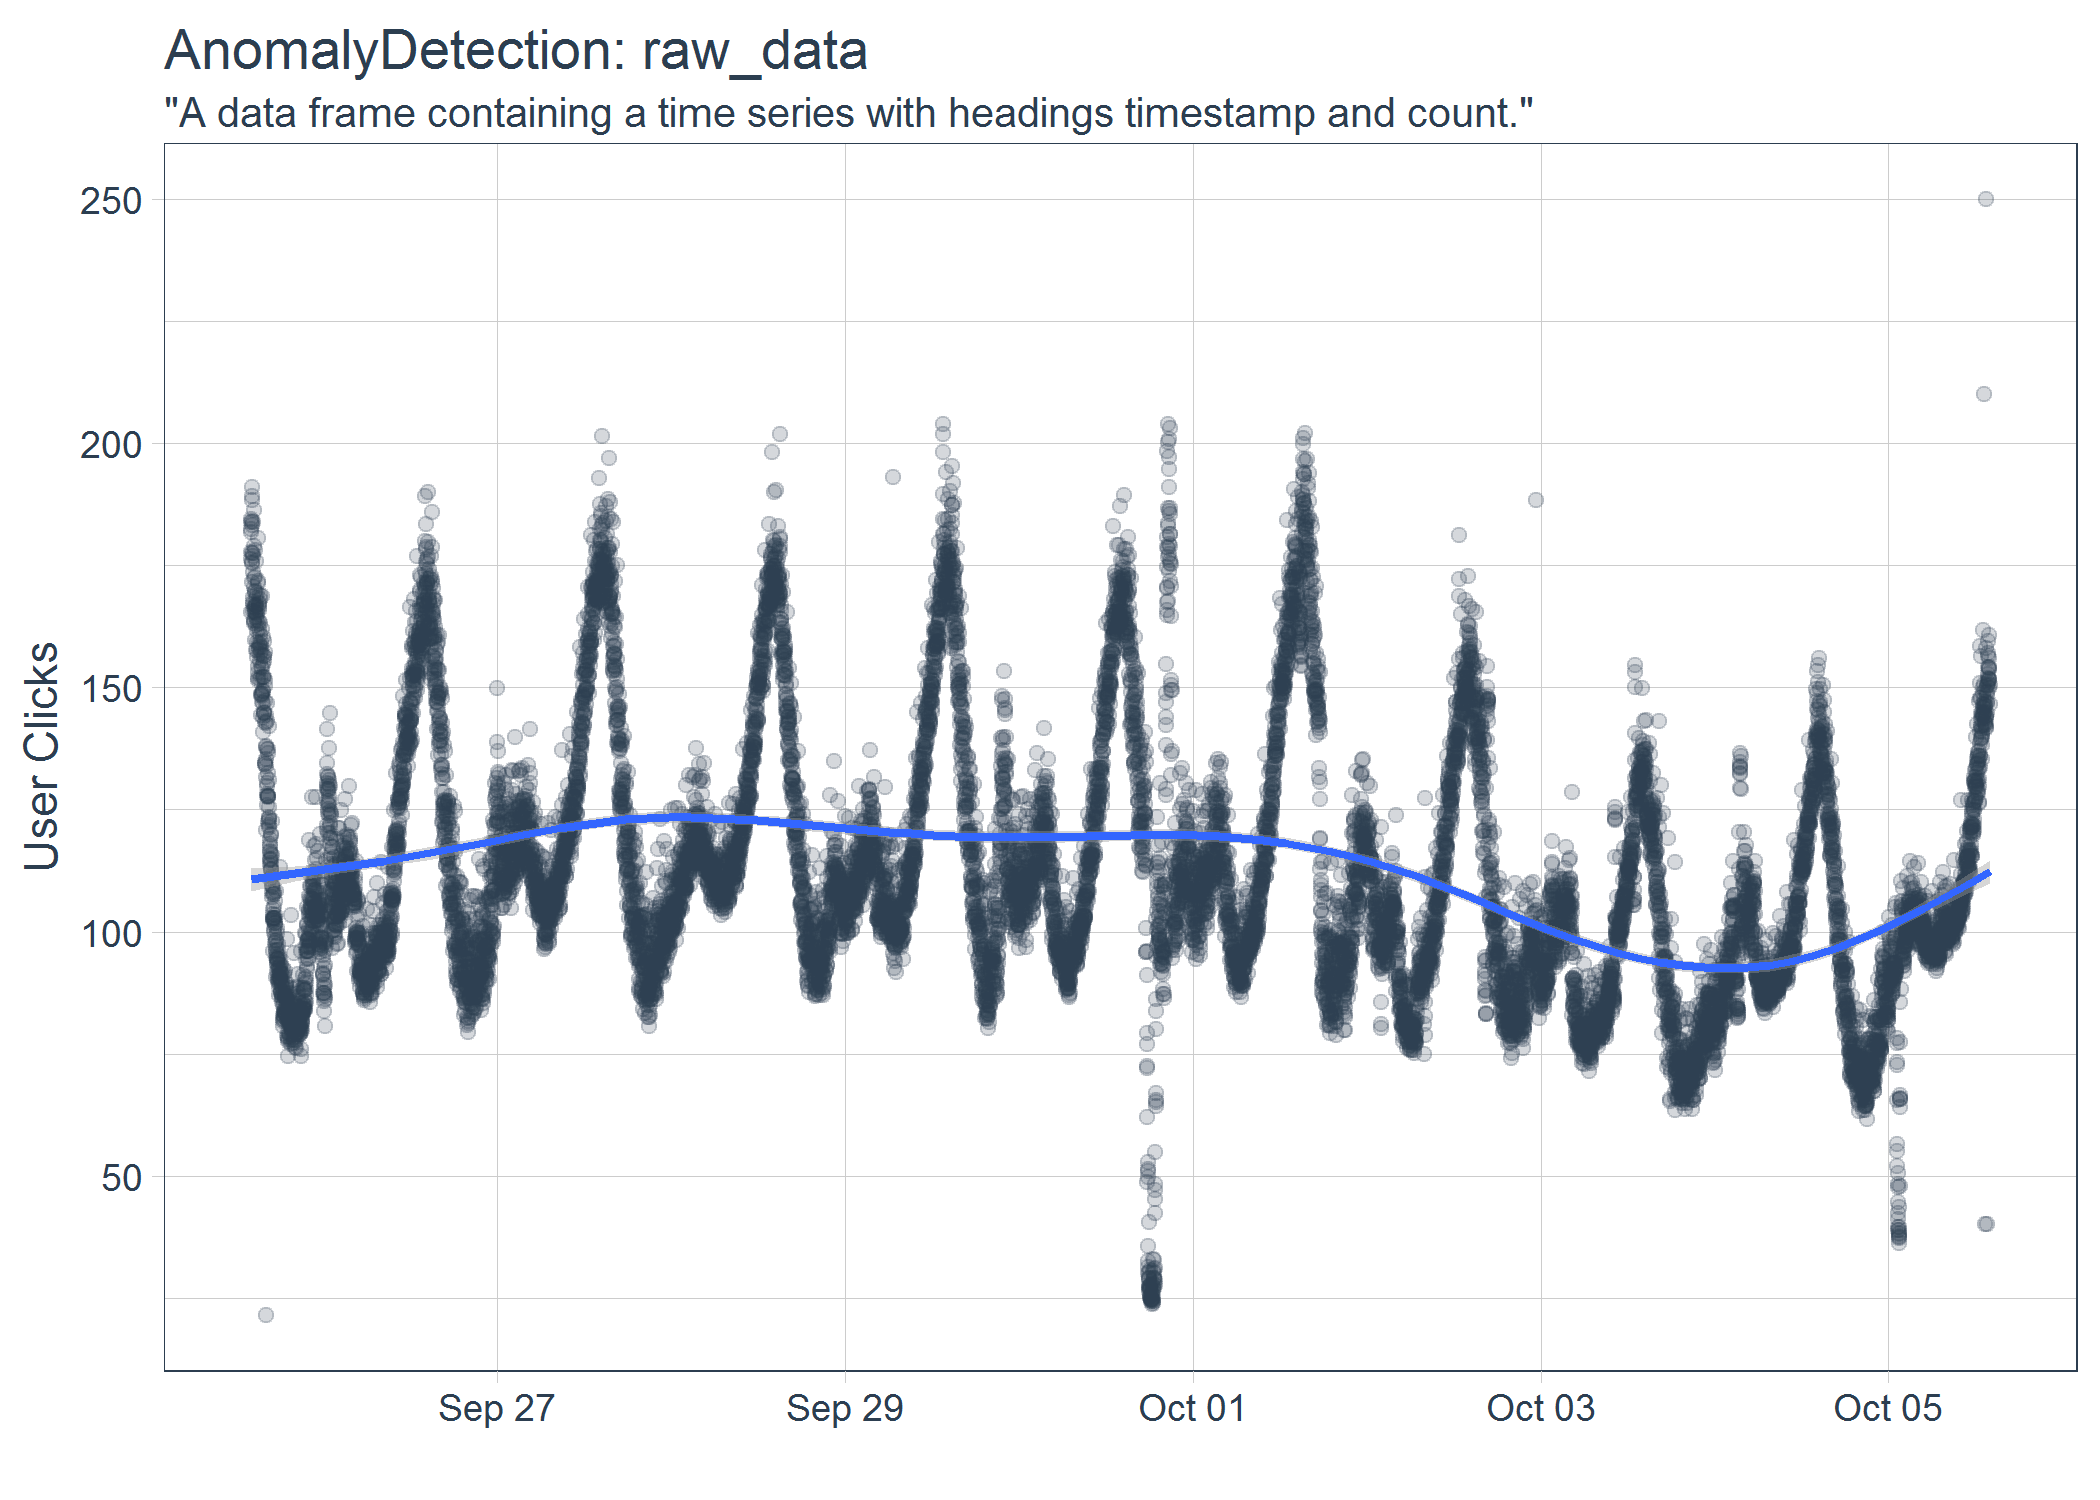 AnomalyDetection: raw_data
"A data frame containing a time series with headings timestamp and count."
250
200
150
100
50
User Clicks
Sep 27
Sep 29
Oct 01
Oct 03
Oct 05